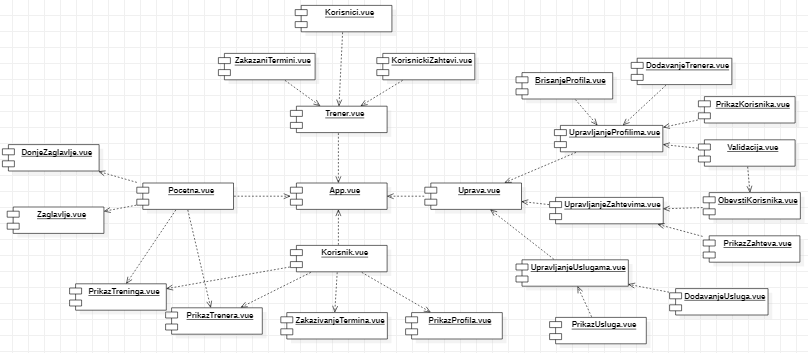 Korisnici.vue
ZakazaniTermini.vue
KorisnickiZahtevi.vue
DodavanjeTrenera.vue
BrisanjeProfila.vue
PrikazKorisnika.vue
Trener.vue
UpravljanjeProfilima.vue
Validacija.vue
DonjeZaglavlje.vue
Pocetna.vue
App.vue
Uprava.vue
ObevstiKorisnika.vue
UpravljanjeZahtevima.vue
Zaglavlje.vue
PrikazZahteva.vue
Korisnik.vue
UpravljanjeUslugama.vue
PrikazTreninga.vue
DodavanjeUsluga.vue
PrikazTrenera.vue
ZakazivanjeTermina.vue
PrikazProfila.vue
PrikazUsluga.vue